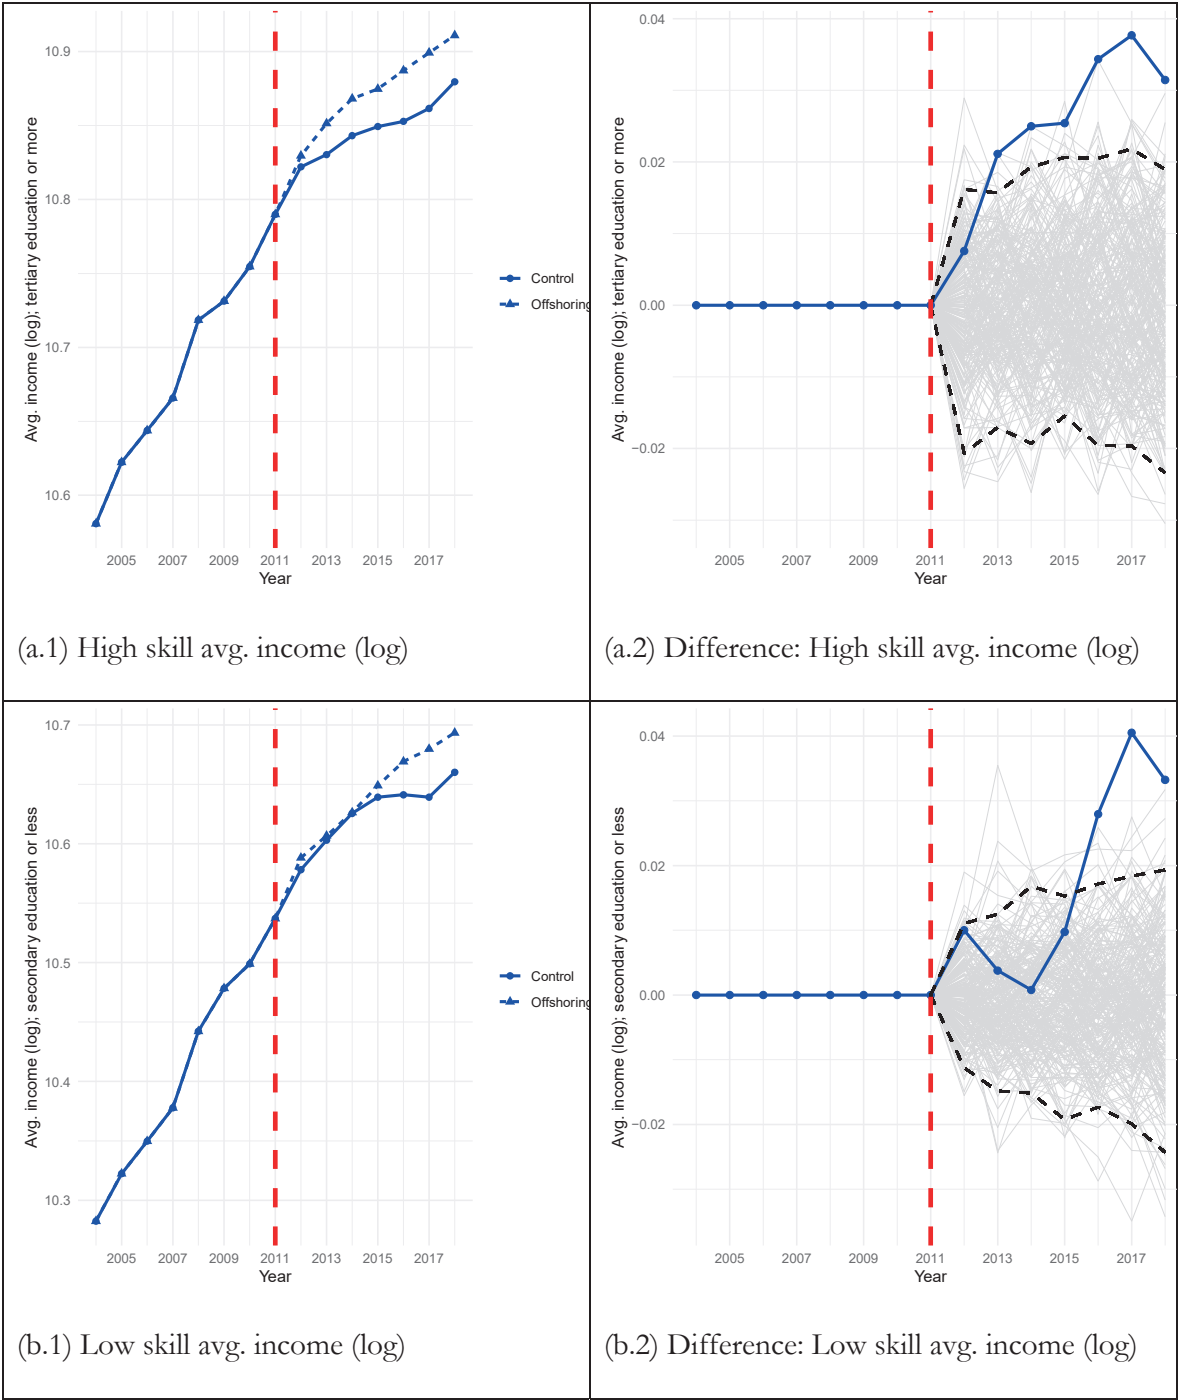 Avg. income (log); tertiary education or more
10.9
10.8
10.7
10.6
2005 2007 2009 2011 2013 2015 2017
Year
Control
Offshoring
(a.1) High skill avg. income (log)
Avg. income (log); tertiary education or more
0.04
0.02
0.00
−0.02
2005 2007 2009 2011 2013 2015 2017
Year
(a.2) Difference: High skill avg. income (log)
Avg. income (log); secondary education or less
10.7
10.6
10.5
10.4
10.3
2005 2007 2009 2011 2013 2015 2017
Year
Control
Offshoring
(b.1) Low skill avg. income (log)
Avg. income (log); secondary education or less
0.04
0.02
0.00
−0.02
2005 2007 2009 2011 2013 2015 2017
Year
(b.2) Difference: Low skill avg. income (log)